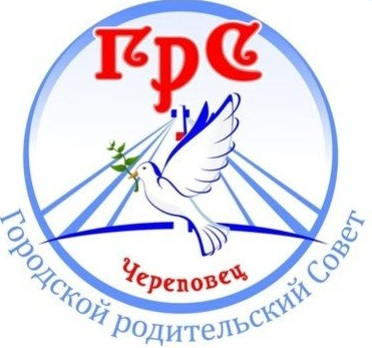 ГРС
Череповец
Городской родительский Совет